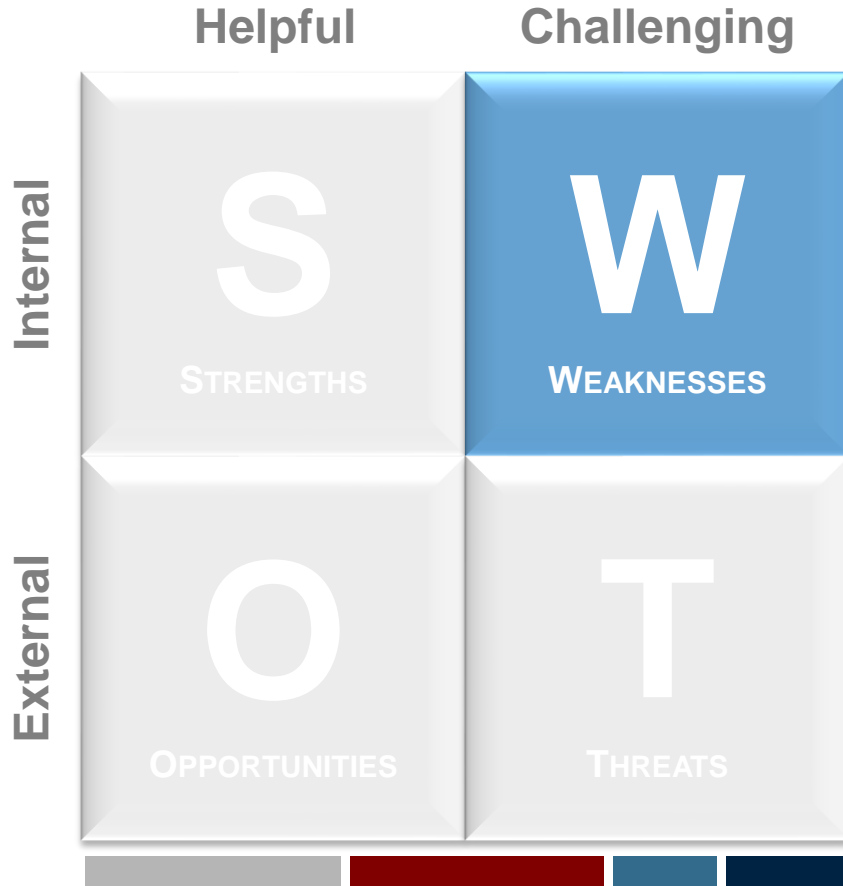 Helpful Challenging
Internal
S W
STRENGTHS WEAKNESSES
External
O T
OPPORTUNITIES THREATS